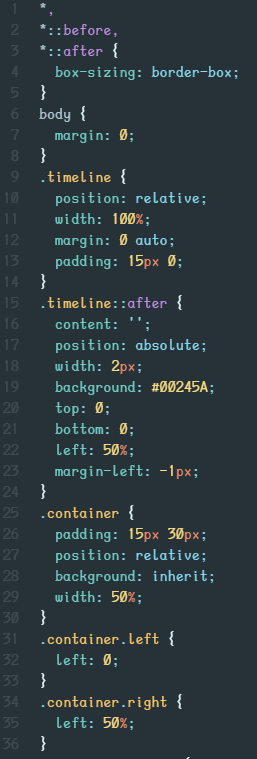 1 *,
2 *::before,
3 *::after {
4 box-sizing: border-box;
5 }
6 body {
7 margin: 0;
8 }
9 .timeline {
10 position: relative;
11 width: 100%;
12 margin: 0 auto;
13 padding: 15px 0;
14 }
15 .timeline::after {
16 content: '';
17 position: absolute;
18 width: 2px;
19 background: #00245A;
20 top: 0;
21 bottom: 0;
22 left: 50%;
23 margin-left: -1px;
24 }
25 .container {
26 padding: 15px 30px;
27 position: relative;
28 background: inherit;
29 width: 50%;
30 }
31 .container.left {
32 left: 0;
33 }
34 .container.right {
35 left: 50%;
36 }